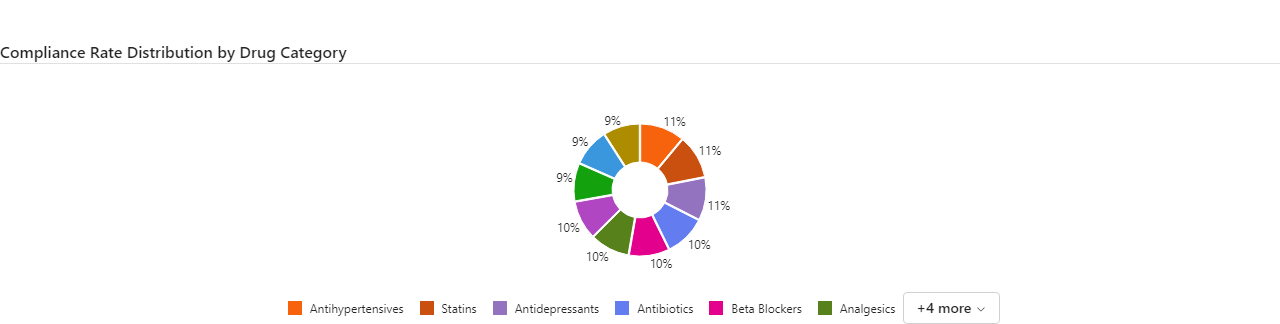 Compliance Rate Distribution by Drug Category
9% 11%
9% 11%
9% 11%
10% 10%
10% 10%
Antihypertensives Statins Antidepressants Antibiotics Beta Blockers Analgesics +4 more